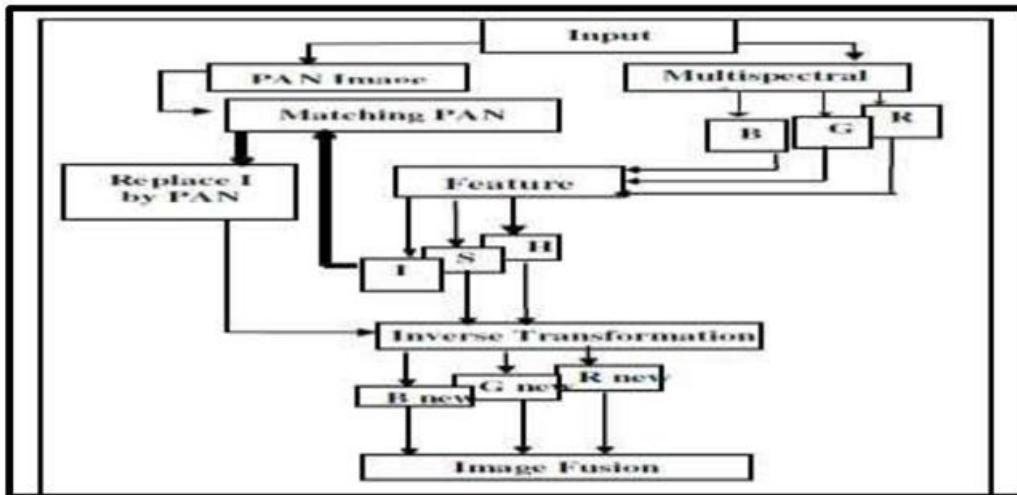 Input
PAN Image
Multispectral
Matching PAN
B
G
R
Replace I
by PAN
Feature
I
S
H
Inverse Transformation
B new
G new
R new
Image Fusion